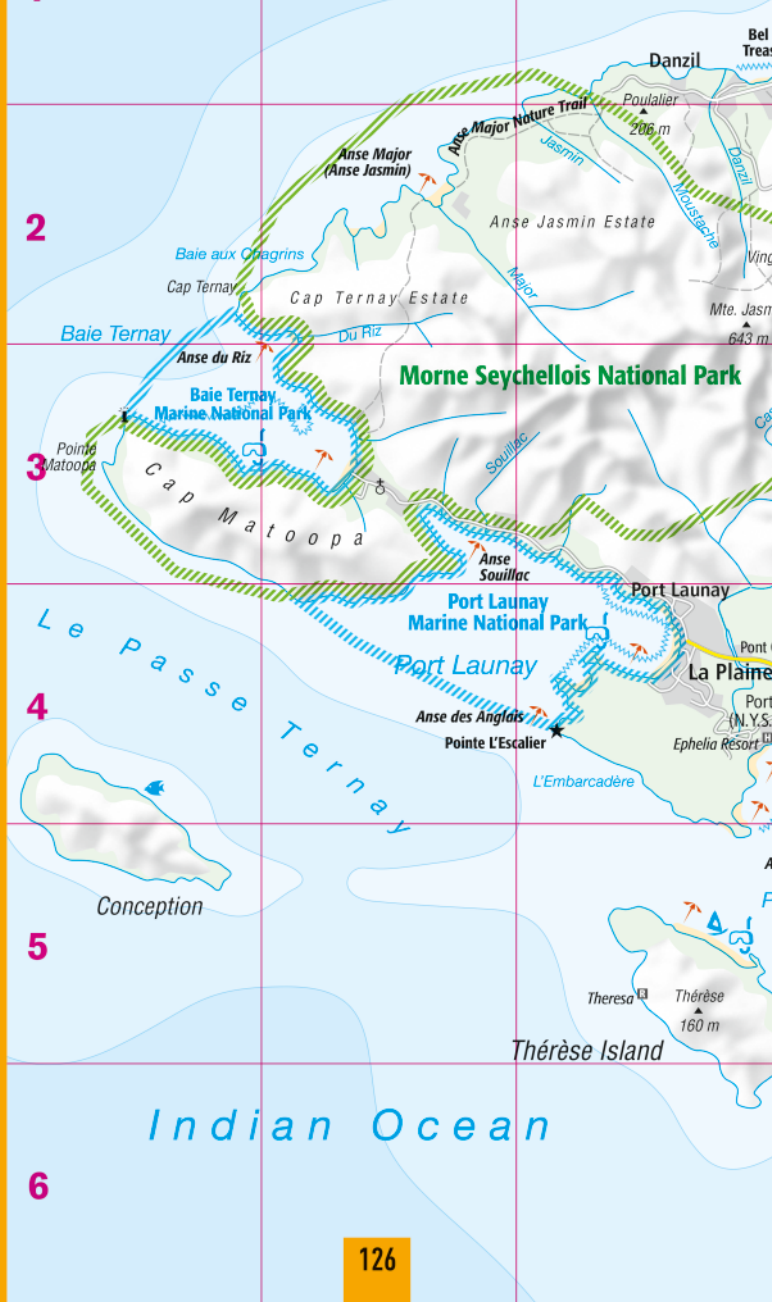 Bel
Treas
Danzil
Poulalier
206 m
Anse Major Nature Trail
Jasmin
Danzil
Moustache
Anse Major
(Anse Jasmin)
2
Anse Jasmin Estate
Baie aux Chagrins
Ving
Cap Ternay
Cap Ternay Estate
Major
Mte. Jasm
643 m
Baie Ternay
Du Riz
Anse du Riz
Morne Seychellois National Park
Baie Ternay
Marine National Park
Ca
Pointe
Matoopa
3
Souillac
Cap Matoopa
Anse
Souillac
Port Launay
Port Launay
Marine National Park
Le Passe Ternay
Pont
Port Launay
La Plaine
4
Port
(N.Y.S.
Anse des Anglais
Pointe L'Escalier
Ephelia Resort
H
L'Embarcadère
A
Conception
P
5
Theresa
R
Thérèse
160 m
Thérèse Island
Indian Ocean
6
126